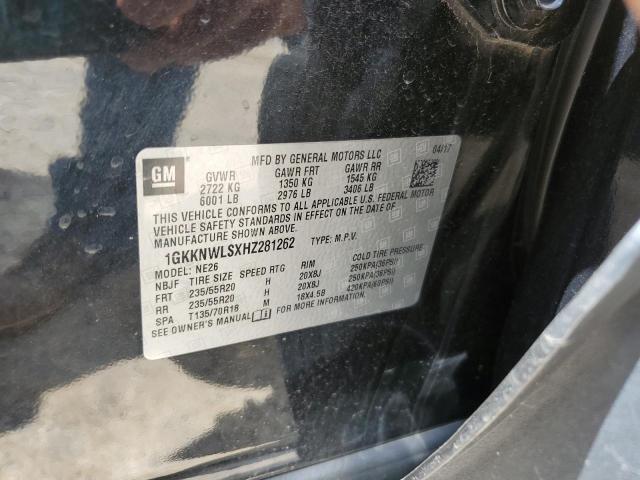 GM
MFD BY GENERAL MOTORS LLC 04/17
GVWR GAWR FRT GAWR RR
2722 KG 1350 KG 1545 KG
6001 LB 2976 LB 3406 LB
THIS VEHICLE CONFORMS TO ALL APPLICABLE U.S. FEDERAL MOTOR
VEHICLE SAFETY STANDARDS IN EFFECT ON THE DATE OF
MANUFACTURE SHOWN ABOVE.
1GKKNWLSXHZ281262 TYPE: M.P.V.
MODEL: NE26 COLD TIRE PRESSURE
NBJF TIRE SIZE SPEED RTG RIM
FRT 235/55R20 H 20X8J 250KPA(36PSI)
RR 235/55R20 H 20X8J 250KPA(36PSI)
SPA T135/70R18 M 18X4.5B 420KPA(60PSI)
SEE OWNER'S MANUAL